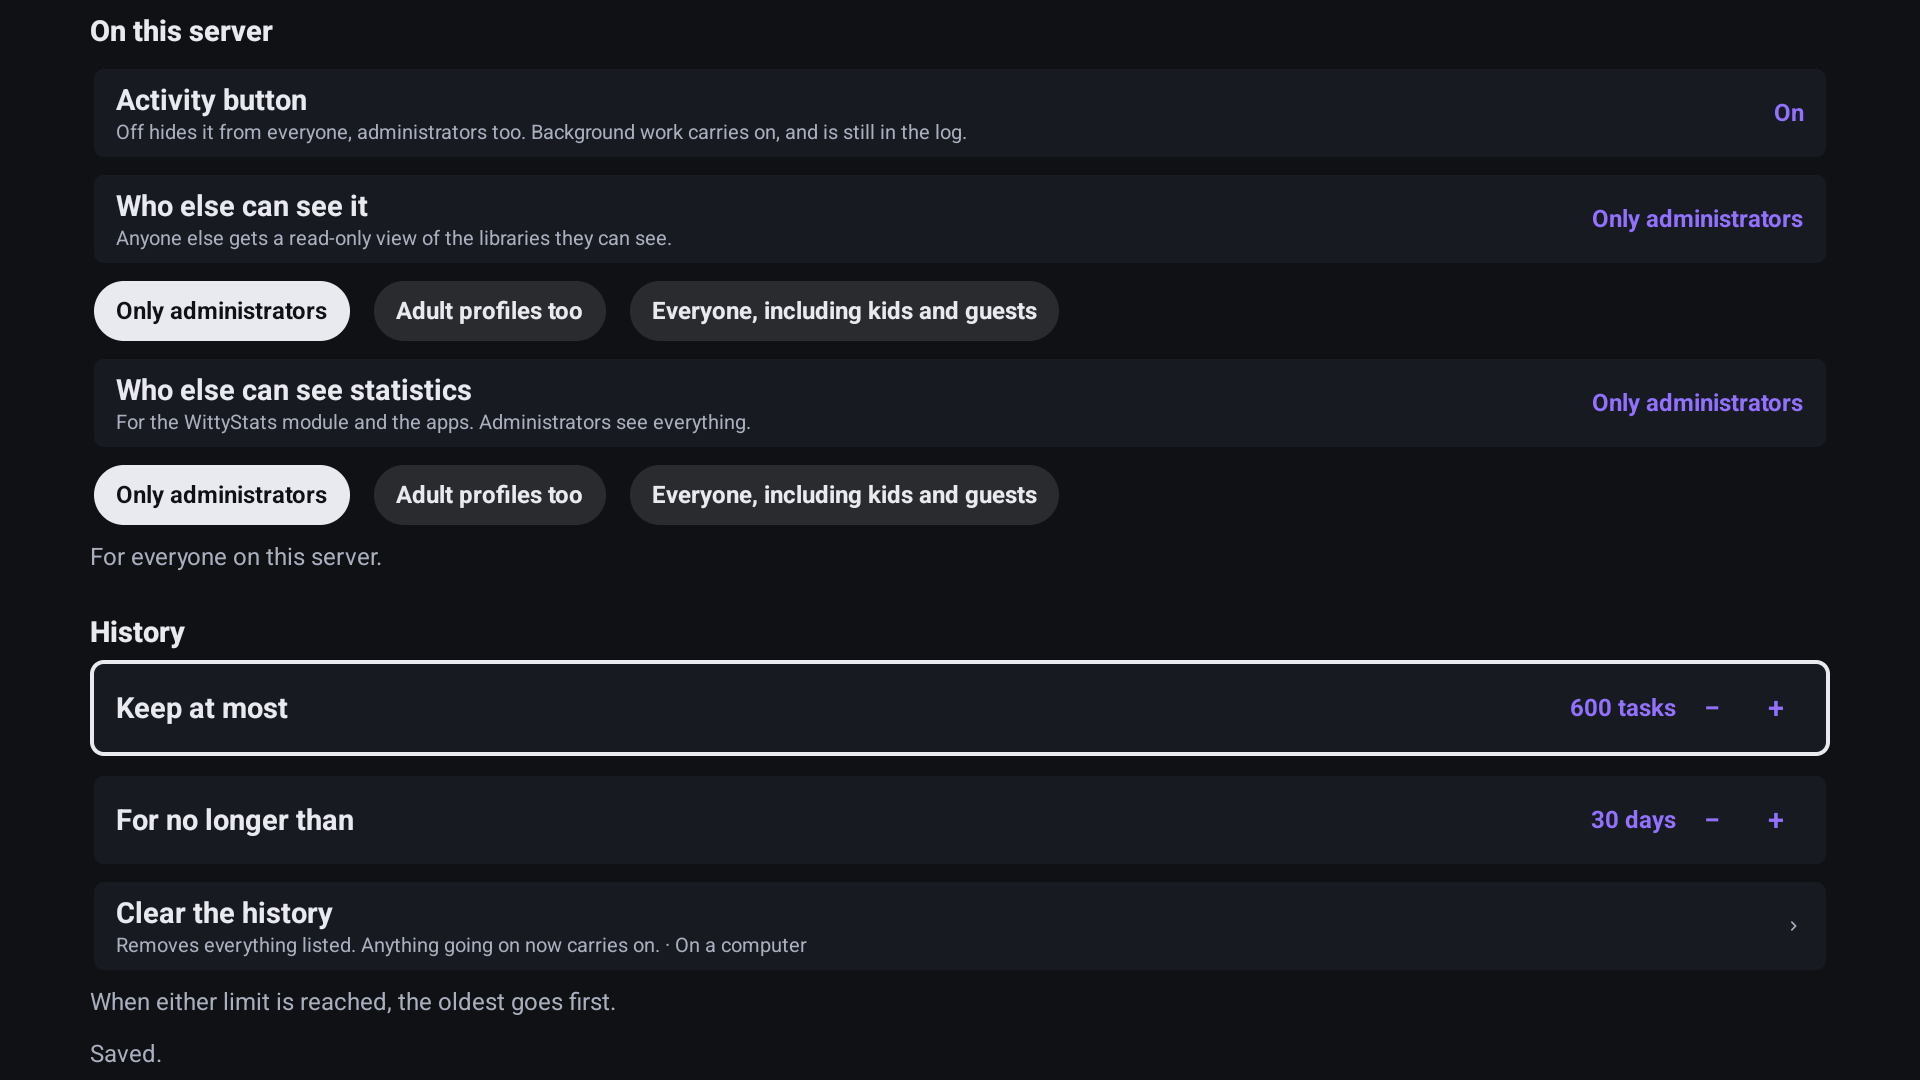 On this server
Activity button
On
Off hides it from everyone, administrators too. Background work carries on, and is still in the log.
Who else can see it
Only administrators
Anyone else gets a read-only view of the libraries they can see.
Only administrators
Adult profiles too
Everyone, including kids and guests
Who else can see statistics
Only administrators
For the WittyStats module and the apps. Administrators see everything.
Only administrators
Adult profiles too
Everyone, including kids and guests
For everyone on this server.
History
Keep at most
600 tasks − +
For no longer than
30 days − +
Clear the history
Removes everything listed. Anything going on now carries on. · On a computer
›
When either limit is reached, the oldest goes first.
Saved.